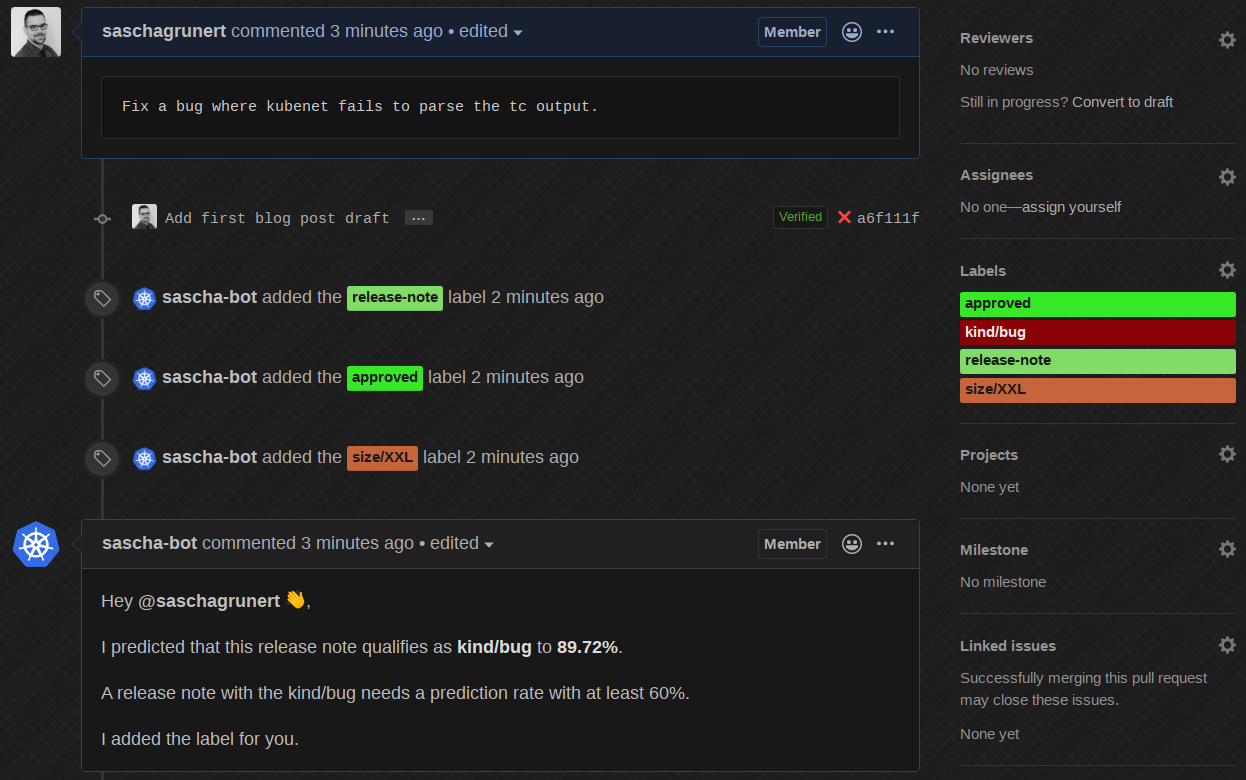 saschagrunert commented 3 minutes ago • edited
Member
Fix a bug where kubenet fails to parse the tc output.
Add first blog post draft ...
Verified
a6f111f
sascha-bot added the release-note label 2 minutes ago
sascha-bot added the approved label 2 minutes ago
sascha-bot added the size/XXL label 2 minutes ago
sascha-bot commented 3 minutes ago • edited
Member
Hey @saschagrunert 👋,
I predicted that this release note qualifies as kind/bug to 89.72%.
A release note with the kind/bug needs a prediction rate with at least 60%.
I added the label for you.
Reviewers
No reviews
Still in progress? Convert to draft
Assignees
No one—assign yourself
Labels
approved
kind/bug
release-note
size/XXL
Projects
None yet
Milestone
No milestone
Linked issues
Successfully merging this pull request
may close these issues.
None yet